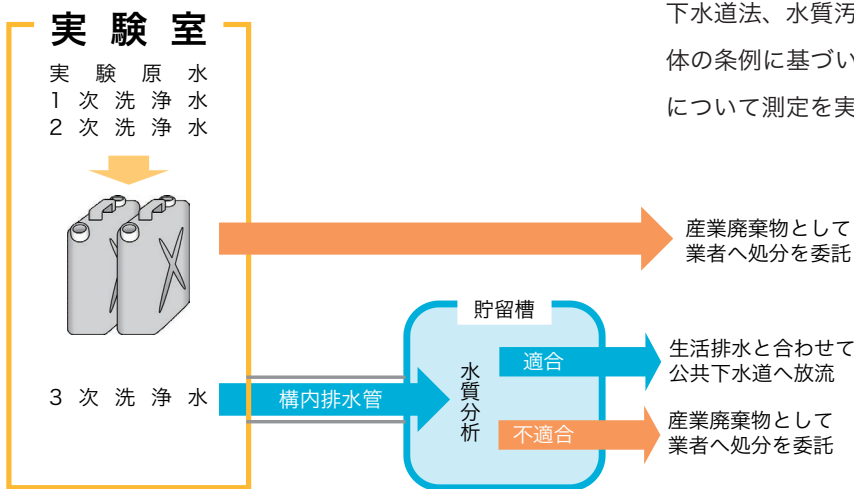 下水道法、水質汚
体の条例に基づい
について測定を実
実験室
実験原水
1次洗浄水
2次洗浄水
産業廃棄物として
業者へ処分を委託
貯留槽
適合
生活排水と合わせて
公共下水道へ放流
3次洗浄水
構内排水管
水質分析
不適合
産業廃棄物として
業者へ処分を委託